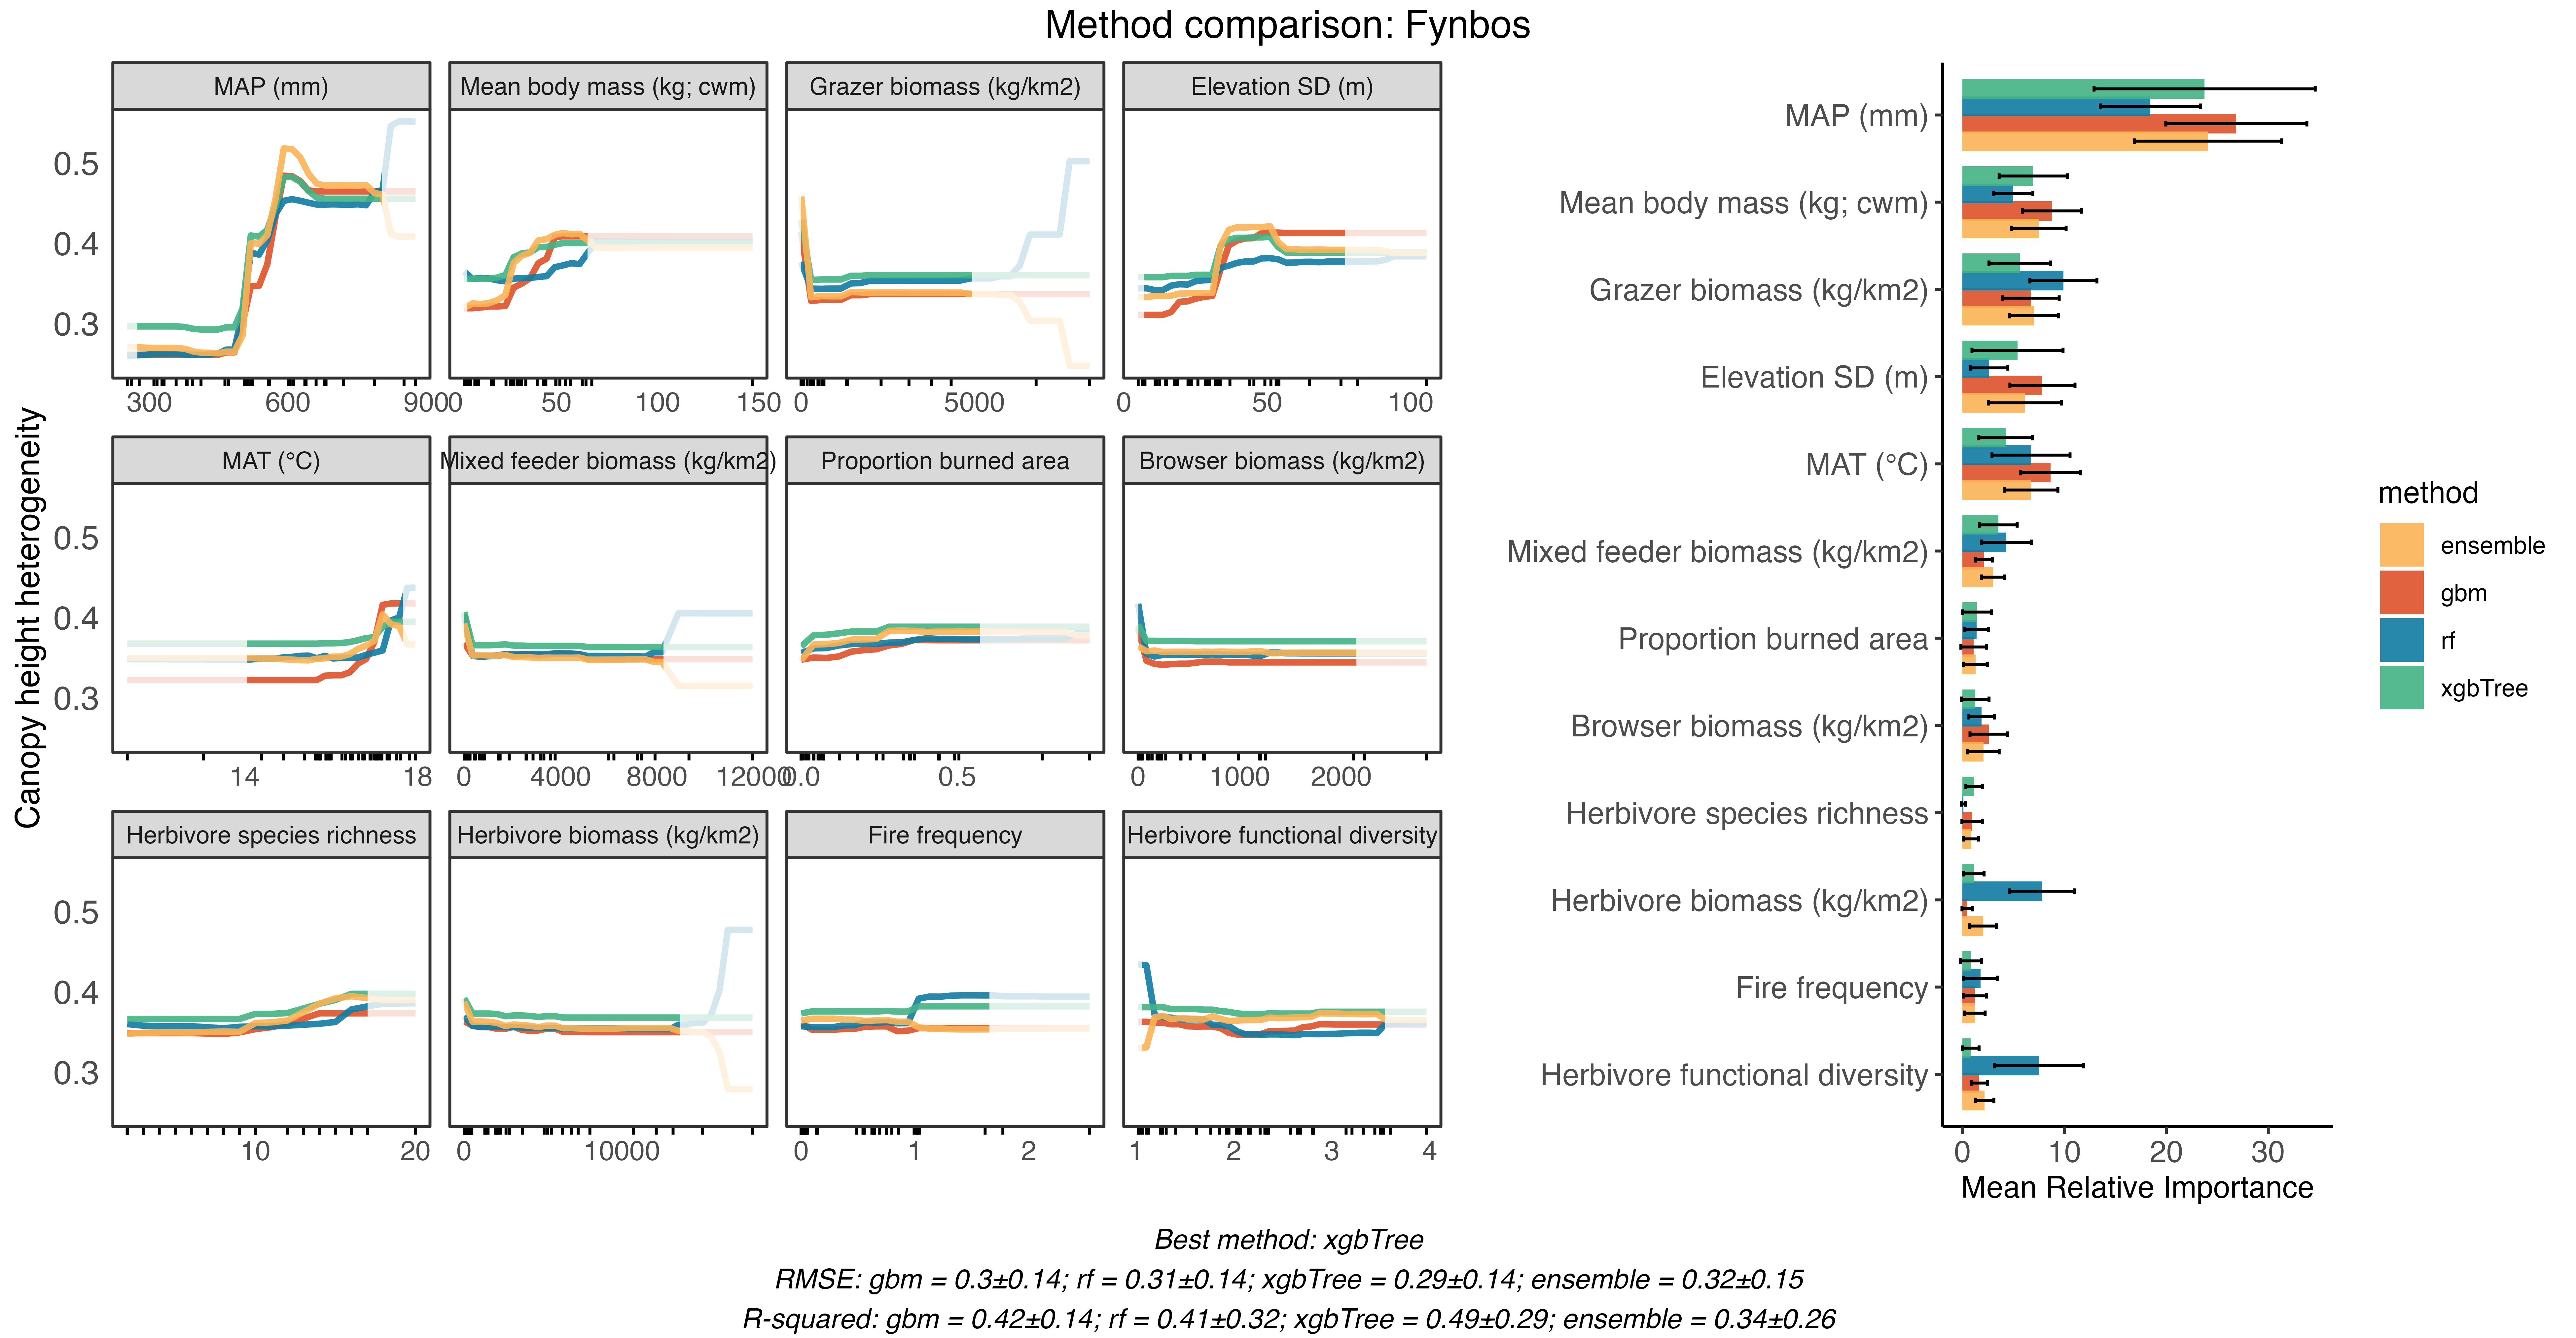 Method comparison: Fynbos
MAP (mm)
Mean body mass (kg; cwm)
Grazer biomass (kg/km2)
Elevation SD (m)
0.5
0.4
0.3
300 600 900
0 50 100 150
0 5000
0 50 100
MAT (°C)
Mixed feeder biomass (kg/km2)
Proportion burned area
Browser biomass (kg/km2)
0.5
0.4
0.3
14 18
0 4000 8000 12000
0.0 0.5
0 1000 2000
Herbivore species richness
Herbivore biomass (kg/km2)
Fire frequency
Herbivore functional diversity
0.5
0.4
0.3
10 20
0 10000
0 1 2
1 2 3 4
Canopy height heterogeneity
MAP (mm)
Mean body mass (kg; cwm)
Grazer biomass (kg/km2)
Elevation SD (m)
MAT (°C)
Mixed feeder biomass (kg/km2)
Proportion burned area
Browser biomass (kg/km2)
Herbivore species richness
Herbivore biomass (kg/km2)
Fire frequency
Herbivore functional diversity
0 10 20 30
Mean Relative Importance
method
ensemble
gbm
rf
xgbTree
Best method: xgbTree
RMSE: gbm = 0.3±0.14; rf = 0.31±0.14; xgbTree = 0.29±0.14; ensemble = 0.32±0.15
R-squared: gbm = 0.42±0.14; rf = 0.41±0.32; xgbTree = 0.49±0.29; ensemble = 0.34±0.26